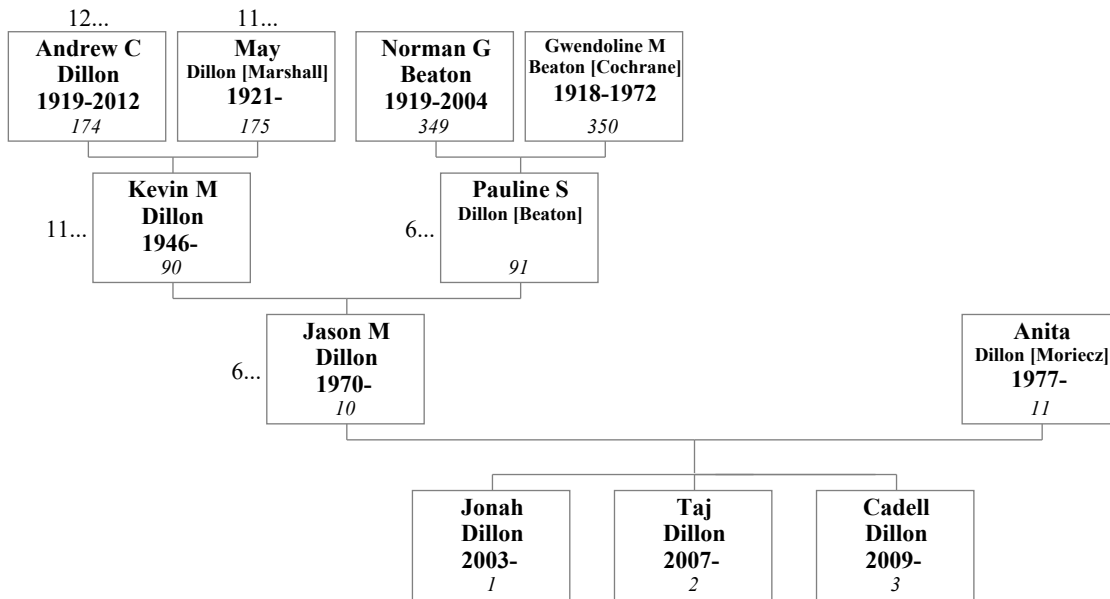 12...
11...
Andrew C
Dillon
1919-2012
174
May
Dillon [Marshall]
1921-
175
Norman G
Beaton
1919-2004
349
Gwendoline M
Beaton [Cochrane]
1918-1972
350
11...
Kevin M
Dillon
1946-
90
6...
Pauline S
Dillon [Beaton]
91
6...
Jason M
Dillon
1970-
10
Anita
Dillon [Moriecz]
1977-
11
Jonah
Dillon
2003-
1
Taj
Dillon
2007-
2
Cadell
Dillon
2009-
3